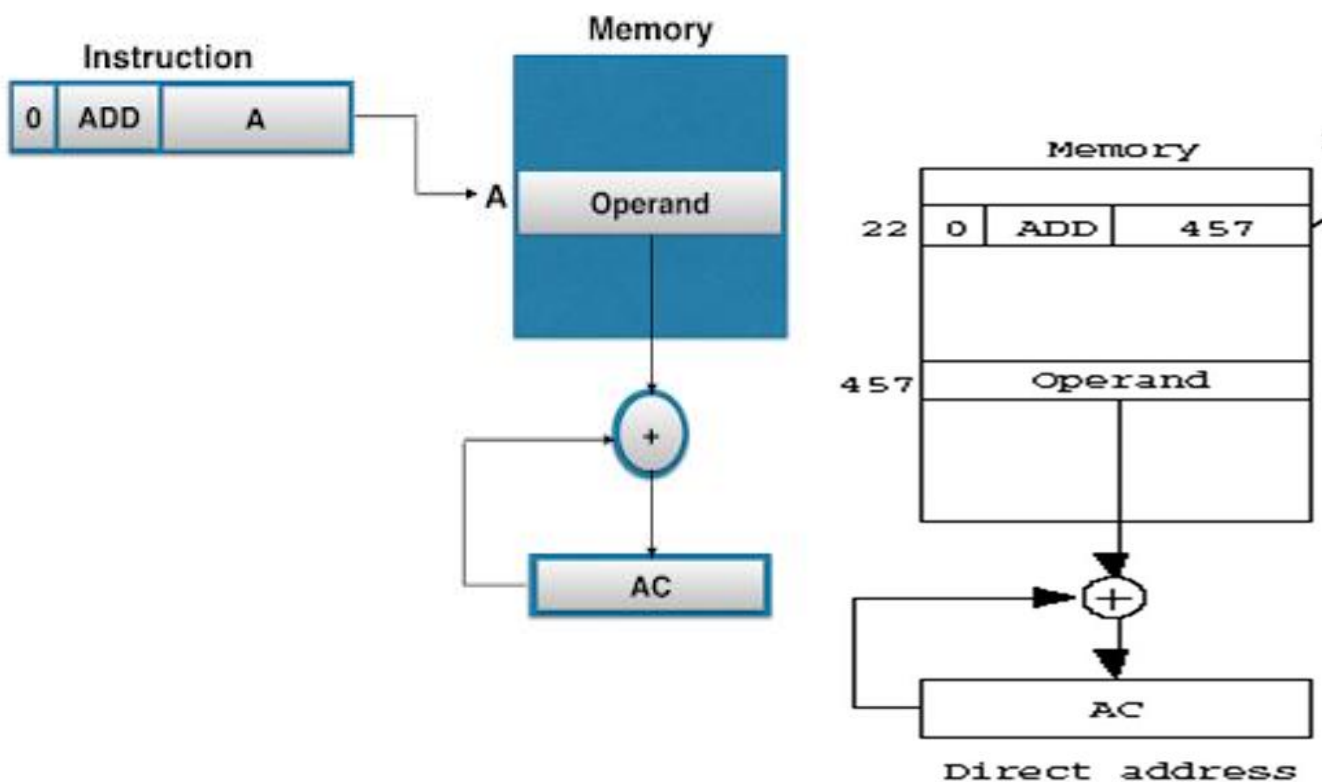 Memory
Instruction
0 ADD A
A Operand
+
AC
Memory
22 0 ADD 457
457 Operand
+
AC
Direct address